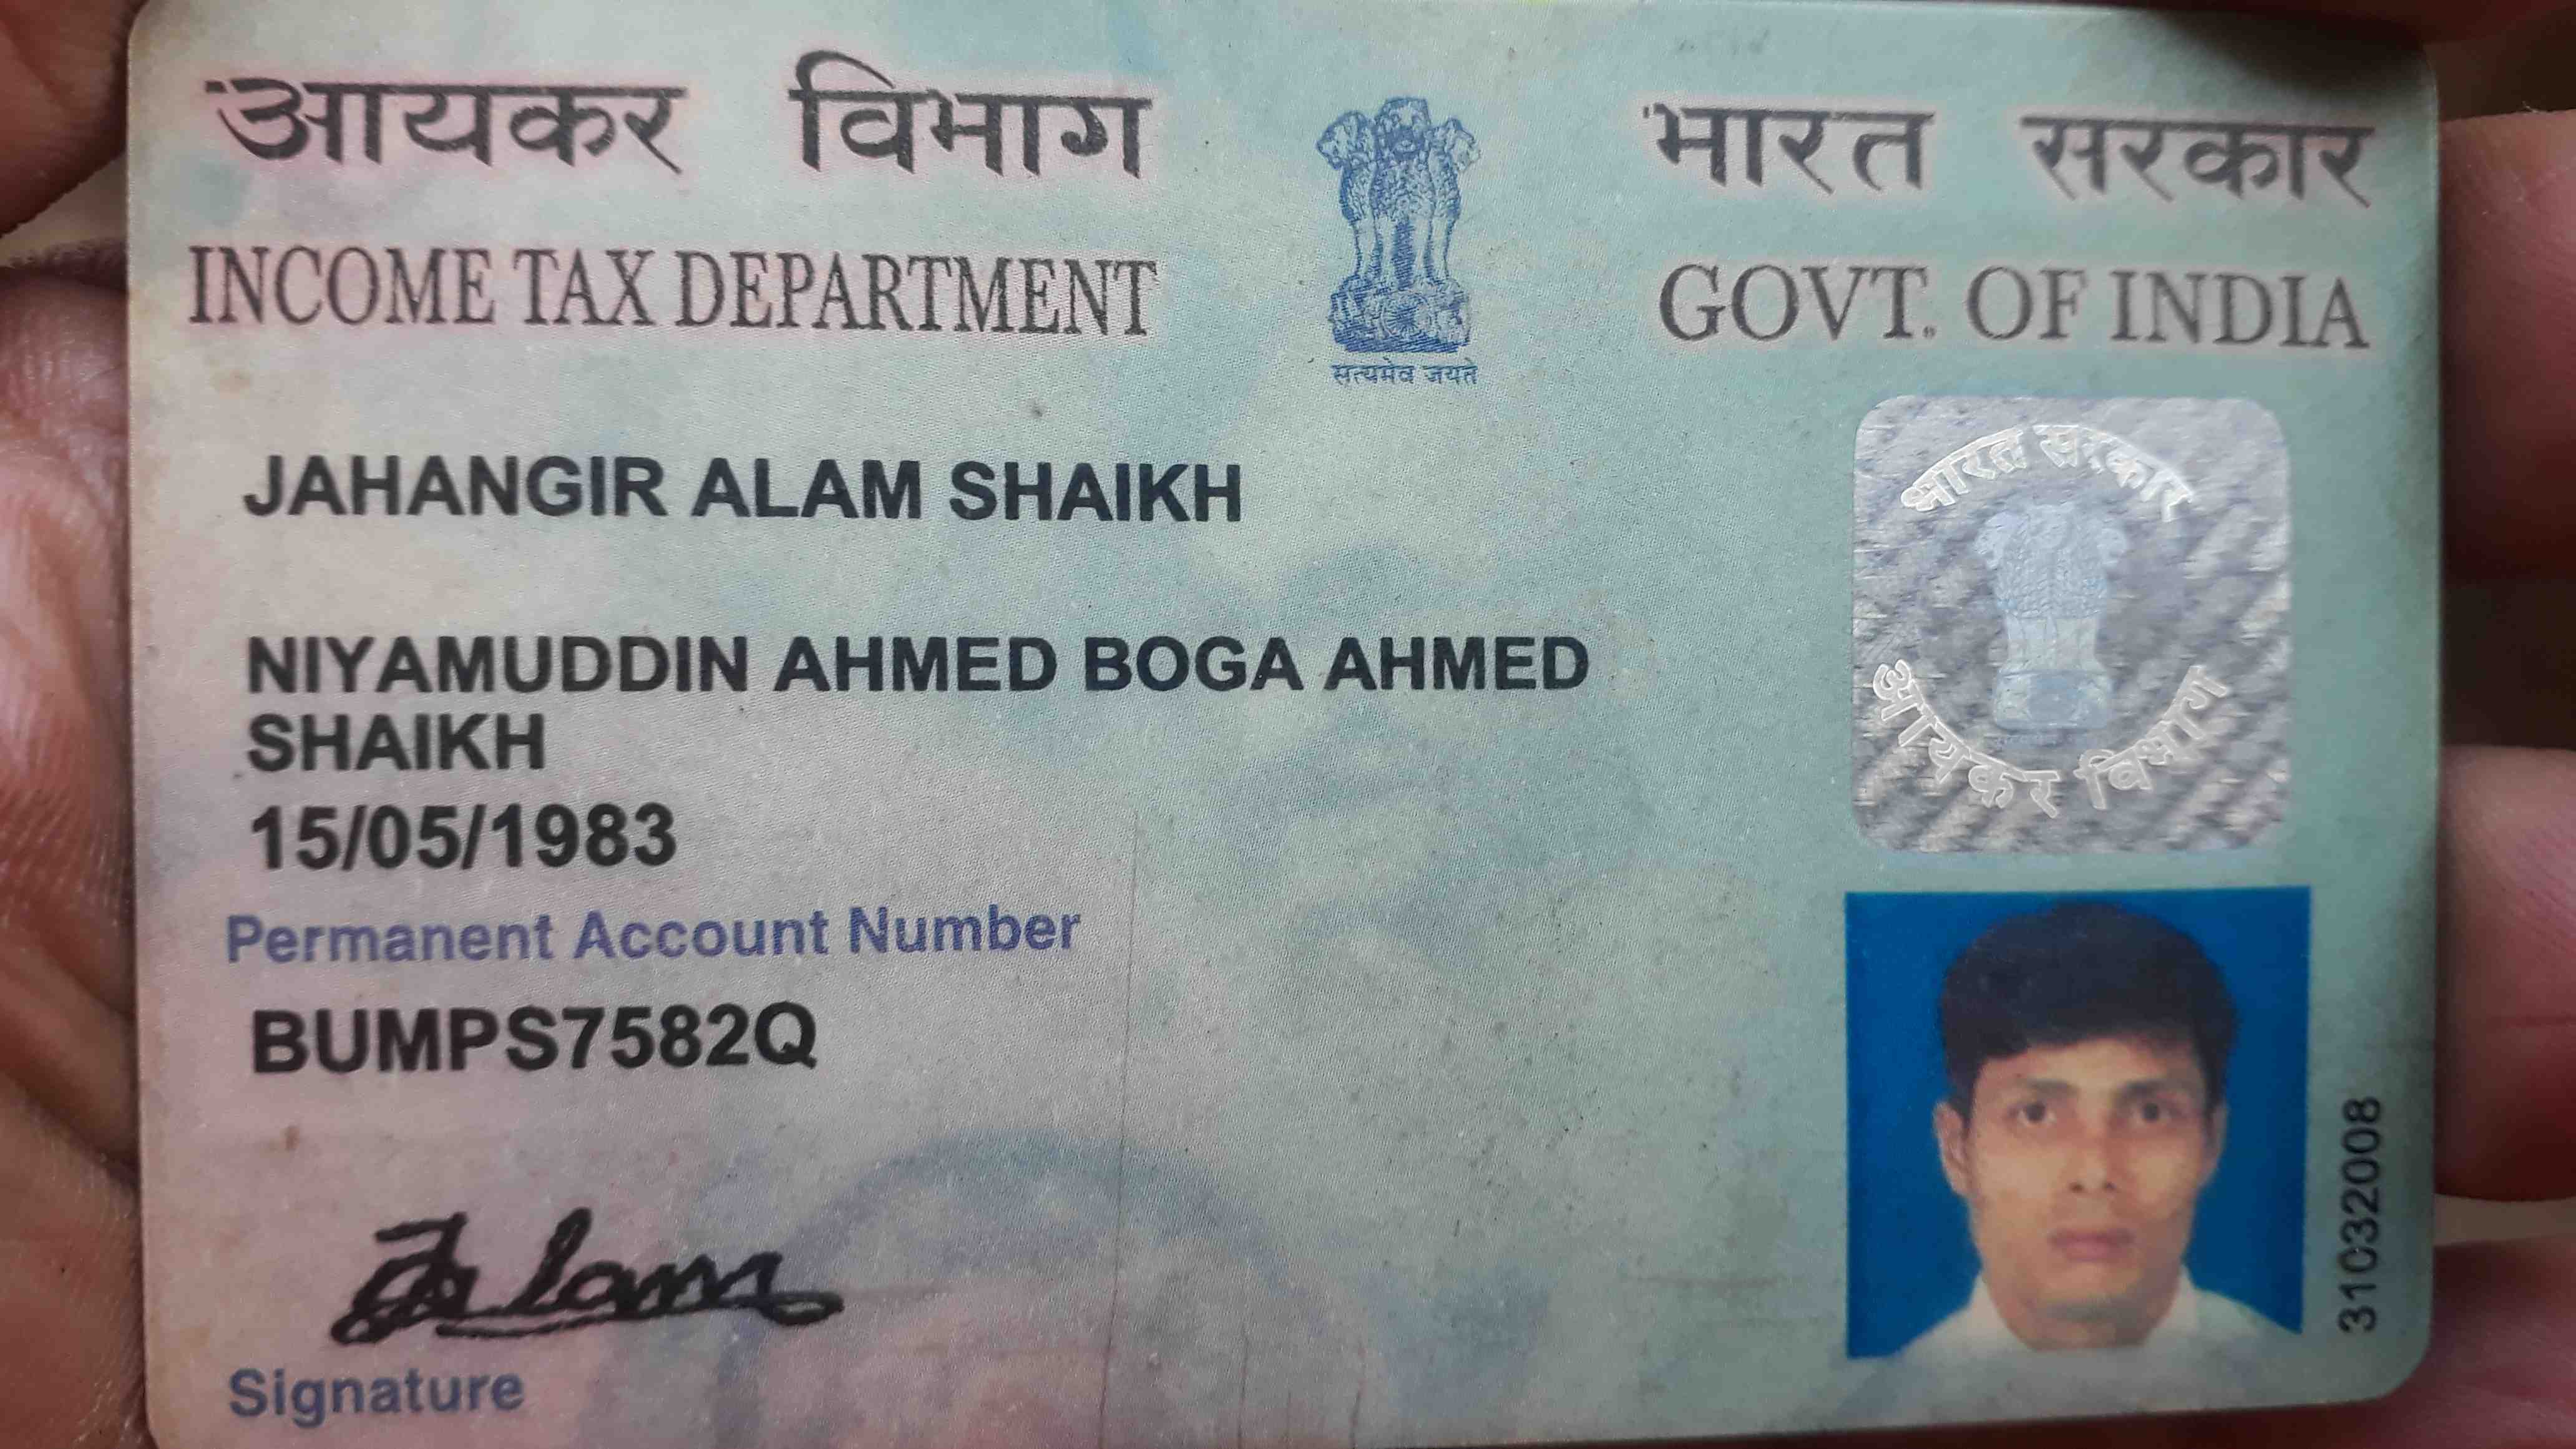 आयकर विभाग
भारत सरकार
INCOME TAX DEPARTMENT
GOVT. OF INDIA
सत्यमेव जयते
JAHANGIR ALAM SHAIKH
NIYAMUDDIN AHMED BOGA AHMED
SHAIKH
15/05/1983
Permanent Account Number
BUMPS7582Q
Signature
भारत सरकार
आयकर विभाग
31032008